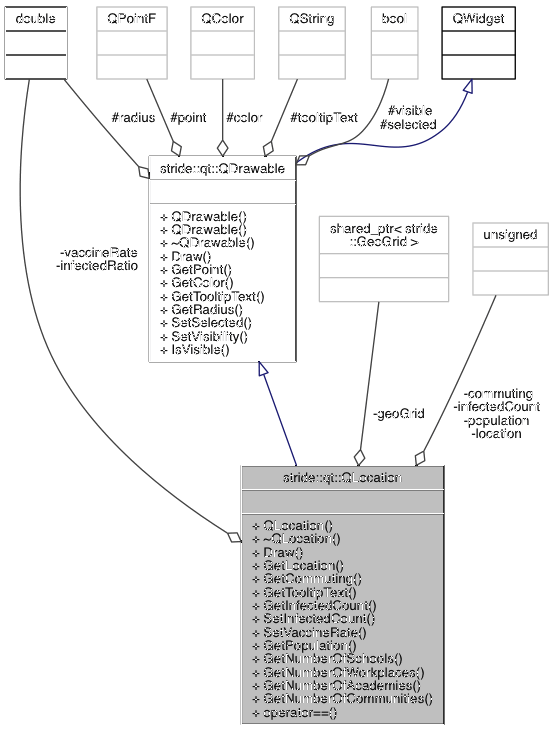 double
QPointF
QColor
QString
bool
QWidget
#radius
#point
#color
#tooltipText
#visible
#selected
stride::qt::QDrawable
+ QDrawable()
+ QDrawable()
+ ~QDrawable()
+ Draw()
+ GetPoint()
+ GetColor()
+ GetTooltipText()
+ GetRadius()
+ SetSelected()
+ SetVisibility()
+ IsVisible()
shared_ptr< stride
::GeoGrid >
unsigned
-vaccineRate
-infectedRatio
-geoGrid
-commuting
-infectedCount
-population
-location
stride::qt::QLocation
+ QLocation()
+ ~QLocation()
+ Draw()
+ GetLocation()
+ GetCommuting()
+ GetTooltipText()
+ GetInfectedCount()
+ SetInfectedCount()
+ SetVaccineRate()
+ GetPopulation()
+ GetNumberOfSchools()
+ GetNumberOfWorkplaces()
+ GetNumberOfAcademies()
+ GetNumberOfCommunities()
+ operator==()